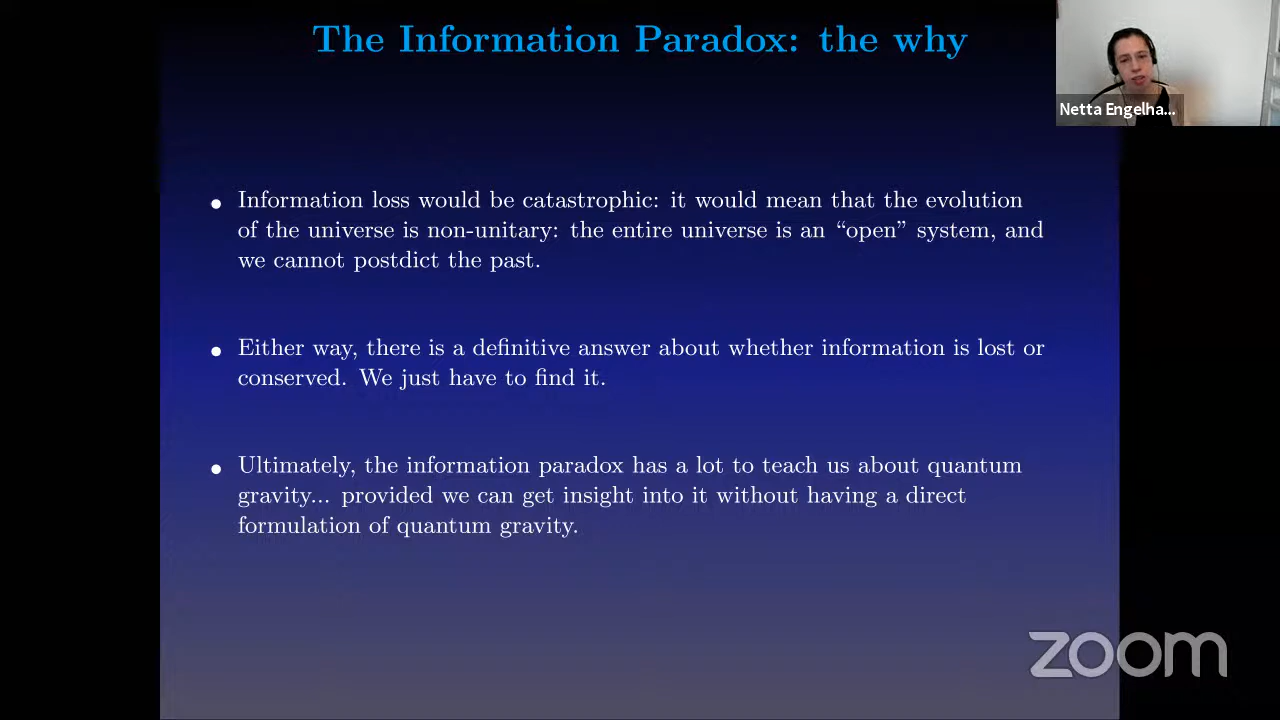 The Information Paradox: the why
Netta Engelha...
• Information loss would be catastrophic: it would mean that the evolution
of the universe is non-unitary: the entire universe is an “open” system, and
we cannot postdict the past.
• Either way, there is a definitive answer about whether information is lost or
conserved. We just have to find it.
• Ultimately, the information paradox has a lot to teach us about quantum
gravity... provided we can get insight into it without having a direct
formulation of quantum gravity.
zoom